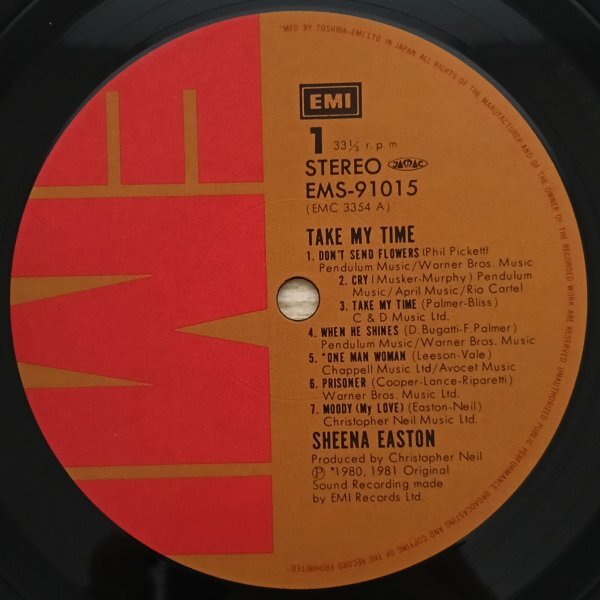 EMI
"MFD BY TOSHIBA-EMI LTD. IN JAPAN. ALL RIGHTS OF THE MANUFACTURER AND OF THE OWNER OF THE RECORDED WORK ARE RESERVED UNAUTHORIZED PUBLIC PERFORMANCE BROADCASTING AND COPYING OF THE RECORD PROHIBITED."
EMI
1 33⅓ r.p.m
STEREO JASRAC
EMS-91015
(EMC 3354 A)
TAKE MY TIME
1. DON'T SEND FLOWERS (Phil Pickett)
Pendulum Music/Warner Bros. Music
2. CRY (Musker-Murphy) Pendulum
Music/April Music/Rio Cartel
3. TAKE MY TIME (Palmer-Bliss)
C & D Music Ltd.
4. WHEN HE SHINES (D.Bugatti-F.Palmer)
Pendulum Music/Warner Bros. Music
5. *ONE MAN WOMAN (Leeson-Vale)
Chappell Music Ltd/Avocet Music
6. PRISONER (Cooper-Lance-Riparetti)
Warner Bros. Music Ltd.
7. MOODY (My LOVE) (Easton-Neil)
Christopher Neil Music Ltd.
SHEENA EASTON
Produced by Christopher Neil
Ⓟ *1980, 1981 Original
Sound Recording made
by EMI Records Ltd.